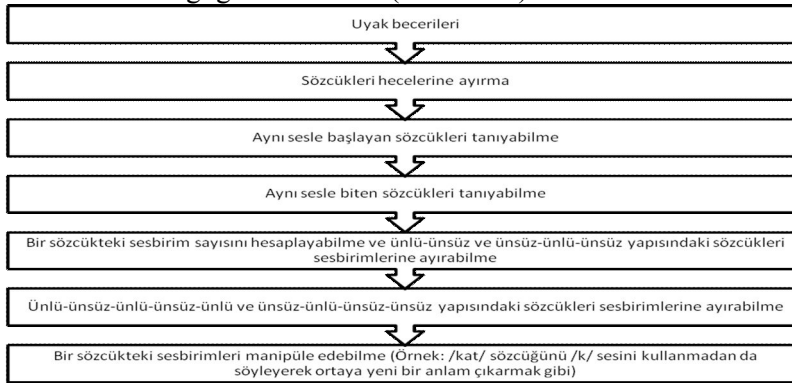 Uyak becerileri
Sözcükleri hecelerine ayırma
Aynı sesle başlayan sözcükleri tanıyabilme
Aynı sesle biten sözcükleri tanıyabilme
Bir sözcükteki sesbirim sayısını hesaplayabilme ve ünlü-ünsüz ve ünsüz-ünlü-ünsüz yapısındaki sözcükleri
sesbirimlerine ayırabilme
Ünlü-ünsüz-ünlü-ünsüz-ünlü ve ünsüz-ünlü-ünsüz-ünsüz yapısındaki sözcükleri sesbirimlerine ayırabilme
Bir sözcükteki sesbirimleri manipüle edebilme (Örnek: /kat/ sözcüğünü /k/ sesini kullanmadan da
söyleyerek ortaya yeni bir anlam çıkarmak gibi)